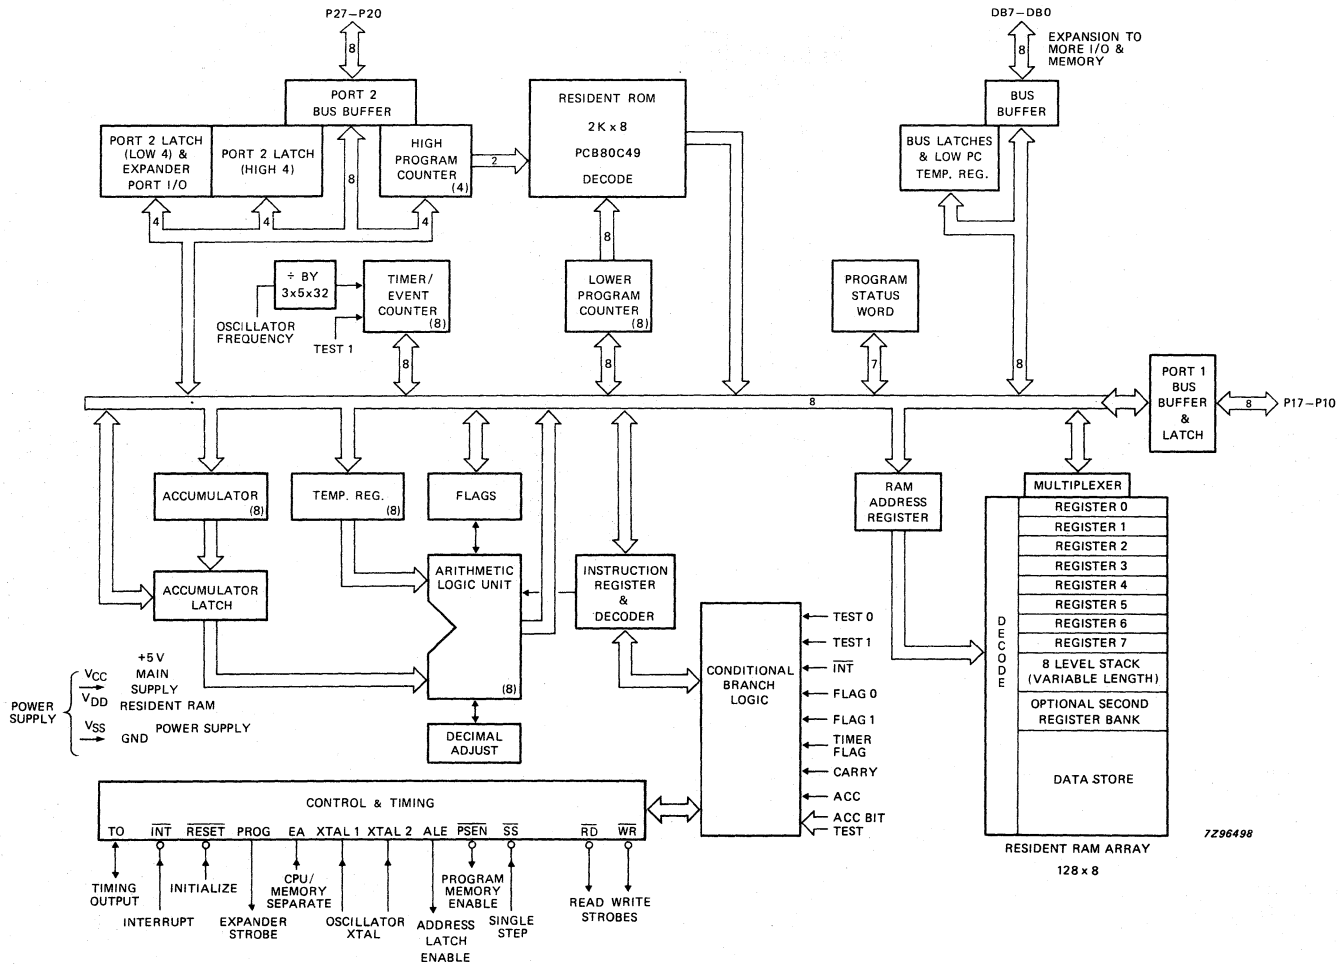 P27–P20
8
PORT 2
BUS BUFFER
PORT 2 LATCH
(LOW 4) &
EXPANDER
PORT I/O
PORT 2 LATCH
(HIGH 4)
8
HIGH
PROGRAM
COUNTER
(4)
2
4
4
4
RESIDENT ROM
2K x 8
PCB80C49
DECODE
8
DB7–DB0
8
EXPANSION TO
MORE I/O &
MEMORY
BUS
BUFFER
BUS LATCHES
& LOW PC
TEMP. REG.
÷ BY
3x5x32
OSCILLATOR
FREQUENCY
TEST 1
TIMER/
EVENT
COUNTER
(8)
8
LOWER
PROGRAM
COUNTER
(8)
8
PROGRAM
STATUS
WORD
7
8
8
PORT 1
BUS
BUFFER
&
LATCH
8
P17–P10
ACCUMULATOR
(8)
TEMP. REG.
(8)
FLAGS
RAM
ADDRESS
REGISTER
MULTIPLEXER
REGISTER 0
REGISTER 1
REGISTER 2
REGISTER 3
REGISTER 4
REGISTER 5
REGISTER 6
REGISTER 7
8 LEVEL STACK
(VARIABLE LENGTH)
OPTIONAL SECOND
REGISTER BANK
DATA STORE
DECODE
RESIDENT RAM ARRAY
128 x 8
ACCUMULATOR
LATCH
ARITHMETIC
LOGIC UNIT
(8)
INSTRUCTION
REGISTER
&
DECODER
DECIMAL
ADJUST
CONDITIONAL
BRANCH
LOGIC
TEST 0
TEST 1
INT
FLAG 0
FLAG 1
TIMER
FLAG
CARRY
ACC
ACC BIT
TEST
POWER
SUPPLY
VCC
+5 V
MAIN
SUPPLY
VDD
RESIDENT RAM
POWER SUPPLY
VSS
GND
CONTROL & TIMING
TO INT RESET PROG EA XTAL 1 XTAL 2 ALE PSEN SS RD WR
TIMING
OUTPUT
INTERRUPT
INITIALIZE
EXPANDER
STROBE
CPU/
MEMORY
SEPARATE
OSCILLATOR
XTAL
ADDRESS
LATCH
ENABLE
PROGRAM
MEMORY
ENABLE
SINGLE
STEP
READ WRITE
STROBES
7Z96498